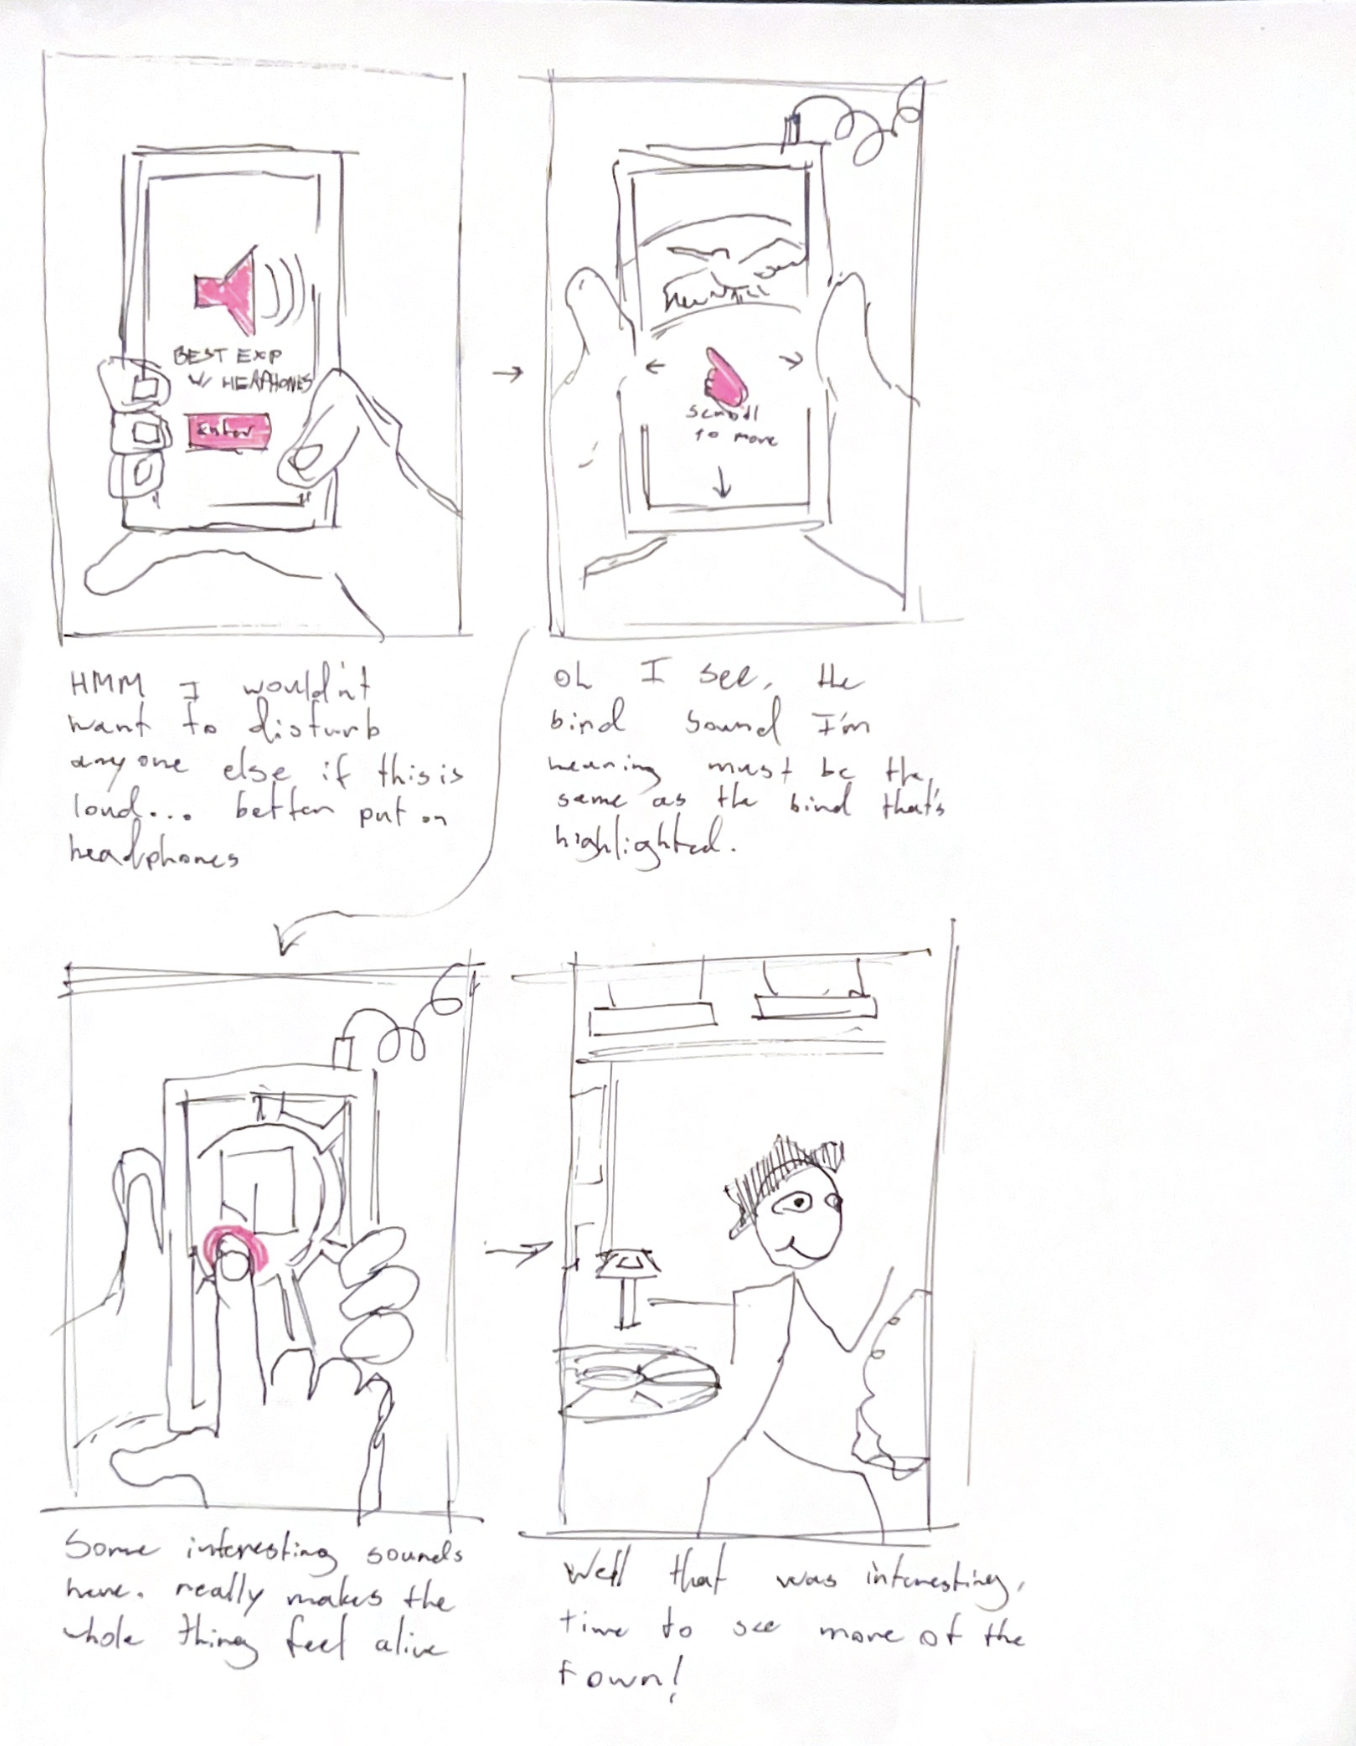 BEST EXP
W/ HEAPHONES
Enter
HMM I wouldn't
want to disturb
anyone else if this is
loud... better put on
headphones
scroll
to move
Oh I see, the
bird sound I'm
hearing must be the
same as the bird that's
highlighted.
Some interesting sounds
here. really makes the
whole thing feel alive
Well that was interesting,
time to see more of the
town!